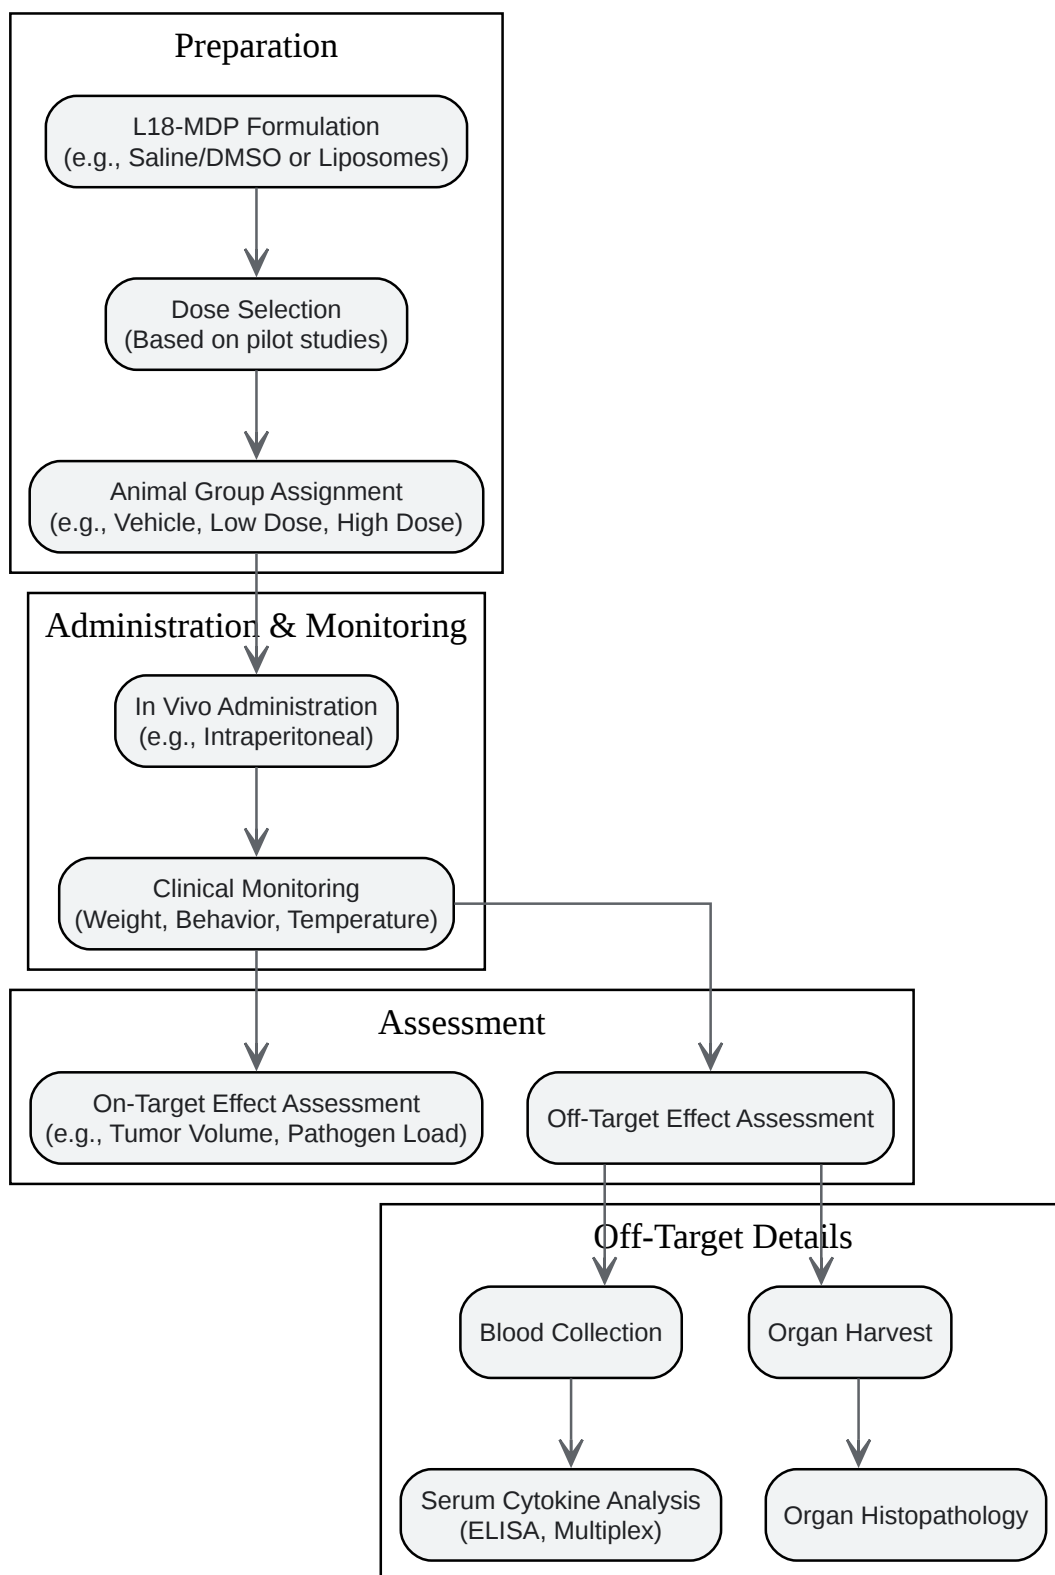 Preparation
L18-MDP Formulation
(e.g., Saline/DMSO or Liposomes)
Dose Selection
(Based on pilot studies)
Animal Group Assignment
(e.g., Vehicle, Low Dose, High Dose)
Administration & Monitoring
In Vivo Administration
(e.g., Intraperitoneal)
Clinical Monitoring
(Weight, Behavior, Temperature)
Assessment
On-Target Effect Assessment
(e.g., Tumor Volume, Pathogen Load)
Off-Target Effect Assessment
Off-Target Details
Blood Collection
Organ Harvest
Serum Cytokine Analysis
(ELISA, Multiplex)
Organ Histopathology